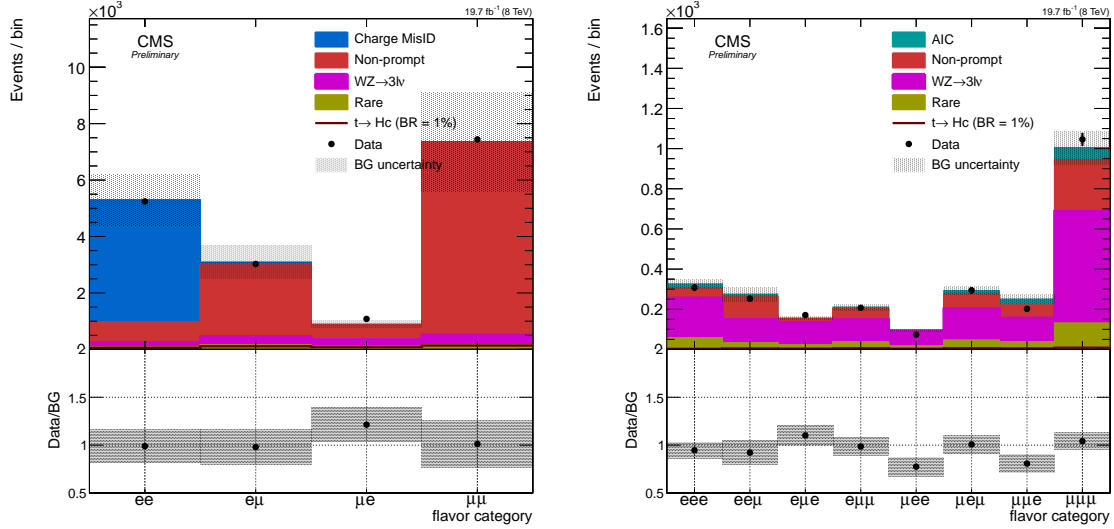 ×10³
19.7 fb⁻¹ (8 TeV)
Events / bin
CMS
Preliminary
Charge MisID
Non-prompt
WZ→3lν
Rare
t→ Hc (BR = 1%)
Data
BG uncertainty
10
8
6
4
2
2
Data/BG
1.5
1
0.5
ee eμ μe μμ
flavor category
×10³
19.7 fb⁻¹ (8 TeV)
Events / bin
CMS
Preliminary
AIC
Non-prompt
WZ→3lν
Rare
t→ Hc (BR = 1%)
Data
BG uncertainty
1.6
1.4
1.2
1
0.8
0.6
0.4
0.2
2
Data/BG
1.5
1
0.5
eee eeμ eμe eμμ μee μeμ μμe μμμ
flavor category